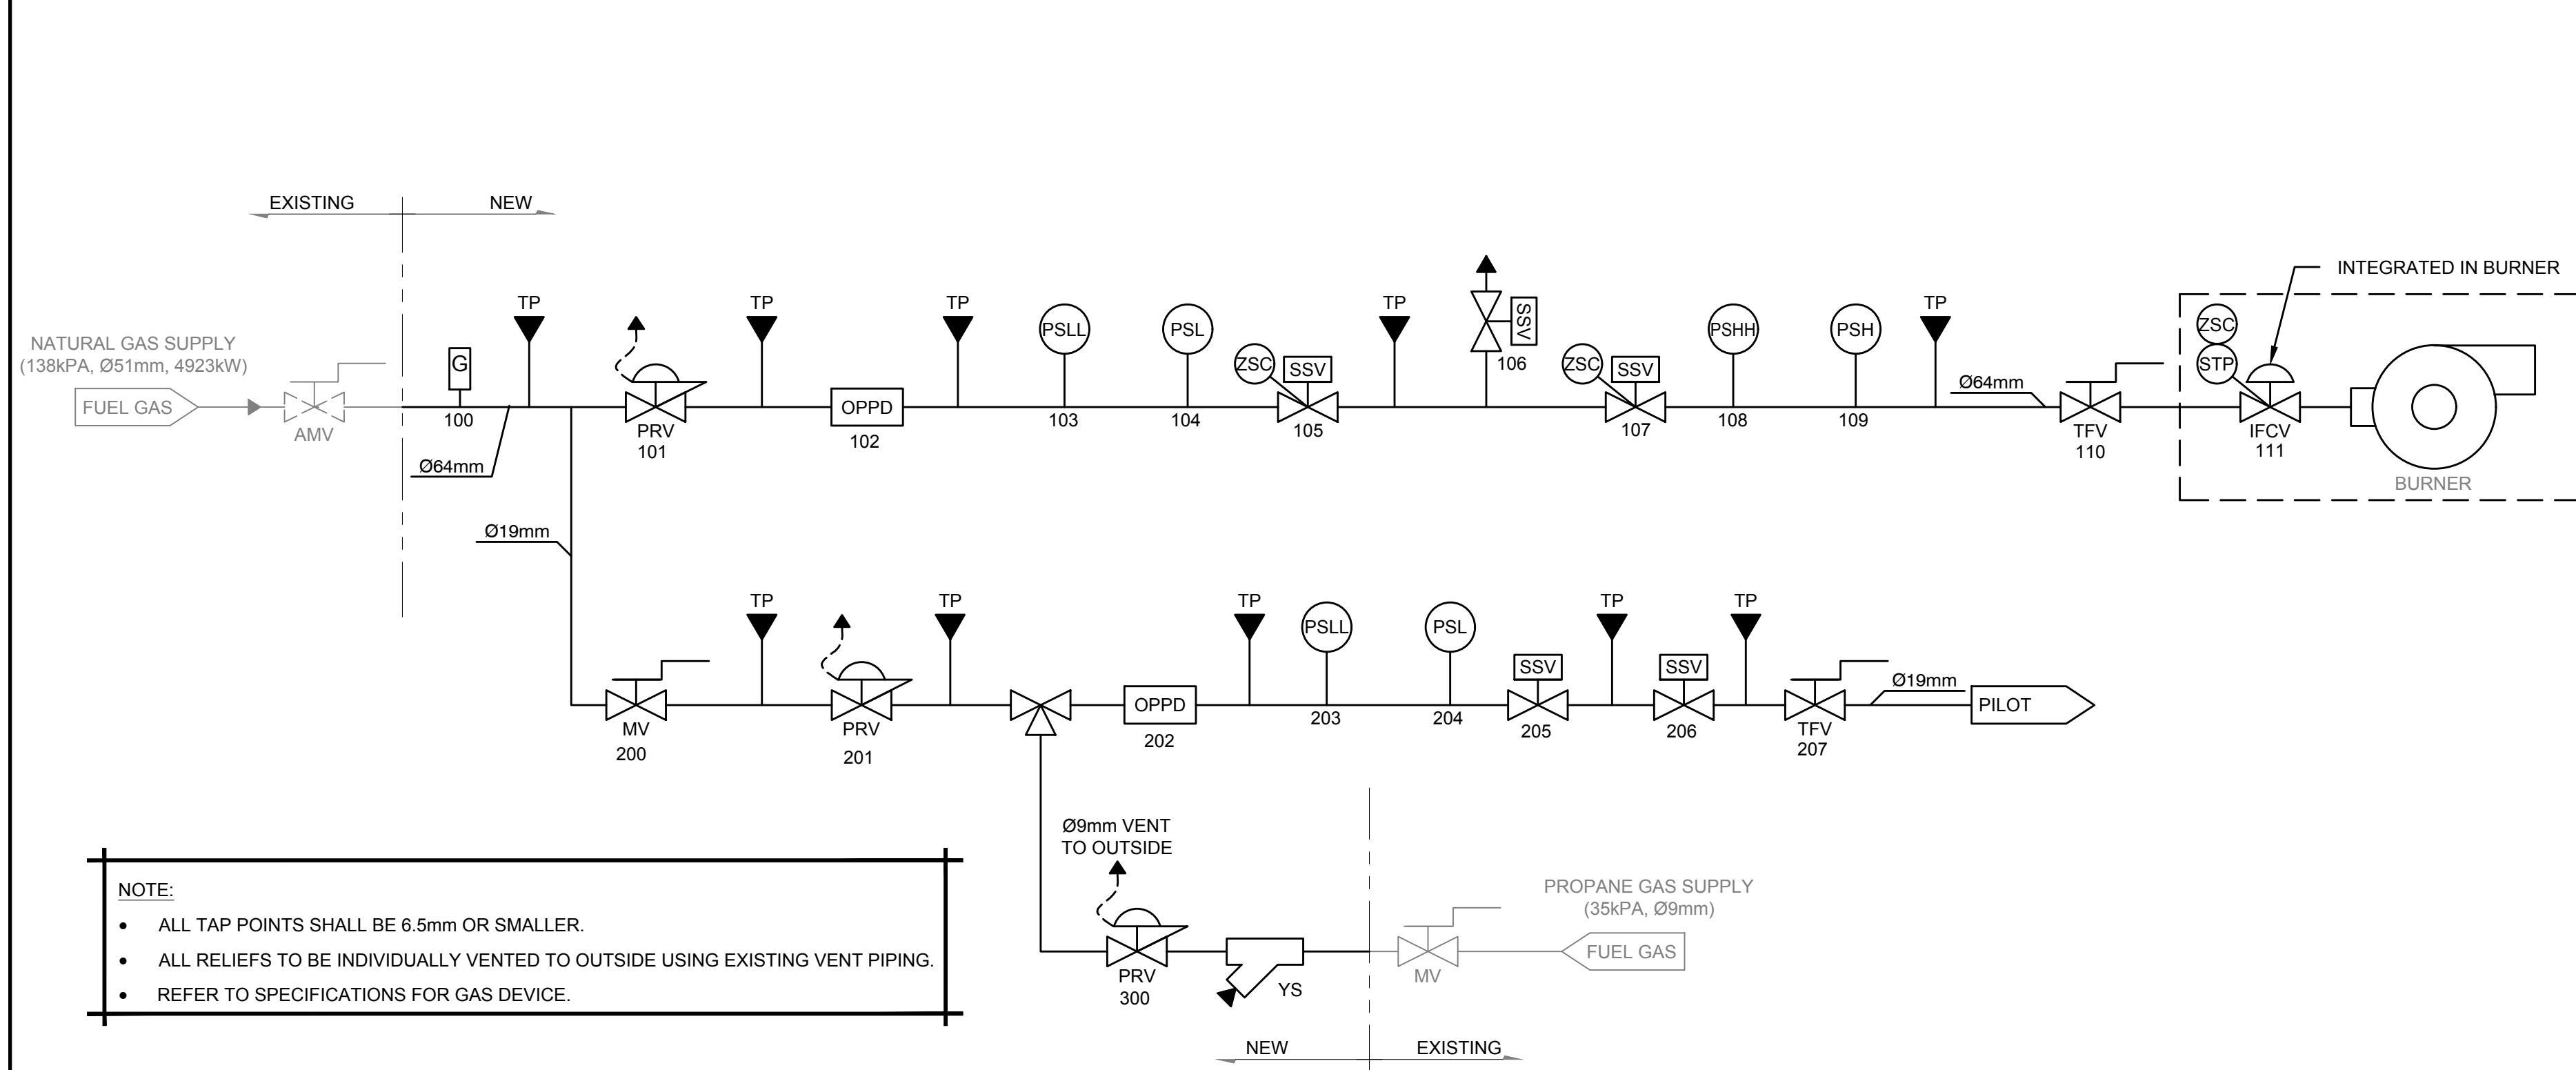 EXISTING NEW
INTEGRATED IN BURNER
TP TP TP TP TP
NATURAL GAS SUPPLY
(138kPA, Ø51mm, 4923kW)
FUEL GAS
AMV
G
100
Ø64mm
PRV
101
OPPD
102
PSLL
103
PSL
104
ZSC
SSV
105
SSV
106
ZSC
SSV
107
PSHH
108
PSH
109
Ø64mm
TFV
110
ZSC
STP
IFCV
111
BURNER
Ø19mm
TP TP TP TP TP
MV
200
PRV
201
OPPD
202
PSLL
203
PSL
204
SSV
205
SSV
206
TFV
207
Ø19mm
PILOT
Ø9mm VENT
TO OUTSIDE
PRV
300
YS
PROPANE GAS SUPPLY
(35kPA, Ø9mm)
FUEL GAS
MV
NEW EXISTING
NOTE:
• ALL TAP POINTS SHALL BE 6.5mm OR SMALLER.
• ALL RELIEFS TO BE INDIVIDUALLY VENTED TO OUTSIDE USING EXISTING VENT PIPING.
• REFER TO SPECIFICATIONS FOR GAS DEVICE.